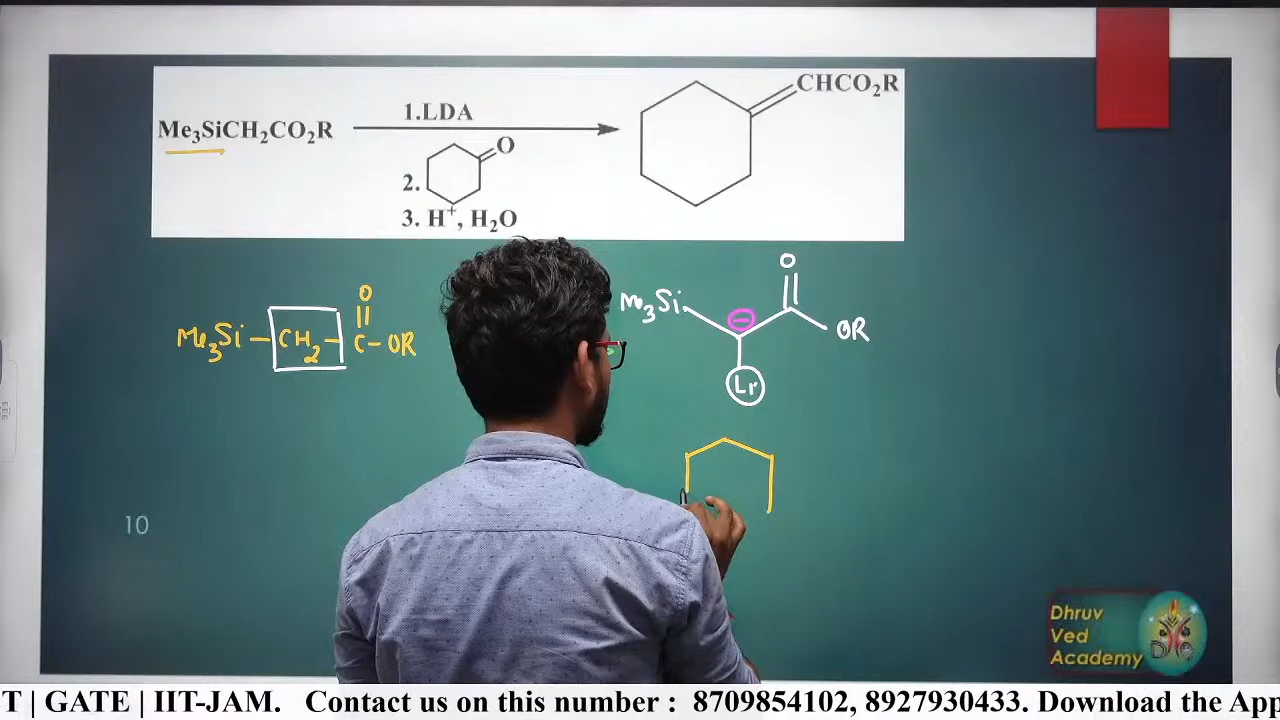 Me₃SiCH₂CO₂R
1.LDA
O
2.
3. H⁺, H₂O
CHCO₂R
Me₃Si-CH₂-C-OR
O
Me₃Si
O
OR
10
Dhruv
Ved
Academy
T | GATE | IIT-JAM. Contact us on this number : 8709854102, 8927930433. Download the App